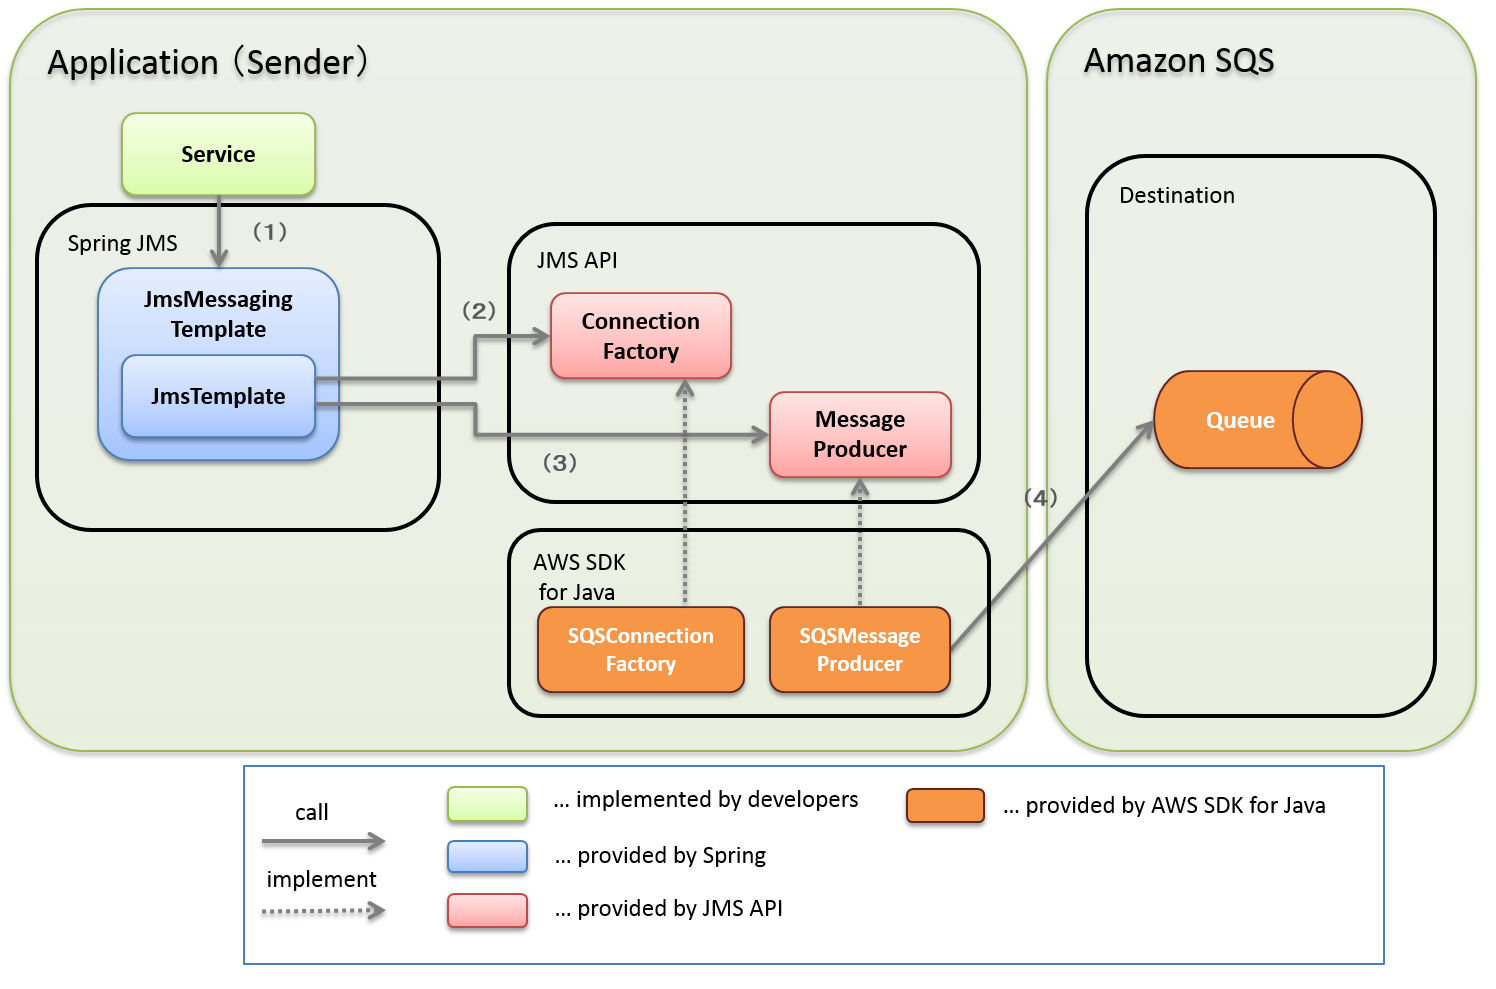 Application（Sender）
Amazon SQS
Service
Destination
(1)
Spring JMS
JMS API
JmsMessaging
Template
(2)
Connection
Factory
JmsTemplate
Message
Producer
Queue
(3)
(4)
AWS SDK
for Java
SQSConnection
Factory
SQSMessage
Producer
call
... implemented by developers
... provided by AWS SDK for Java
... provided by Spring
implement
... provided by JMS API